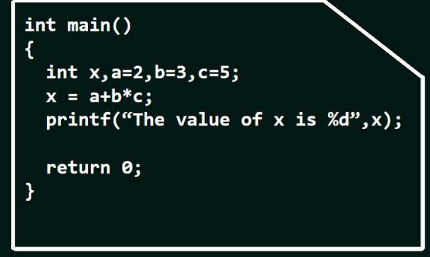 int main()
{
int x,a=2,b=3,c=5;
x = a+b*c;
printf(“The value of x is %d”,x);
return 0;
}